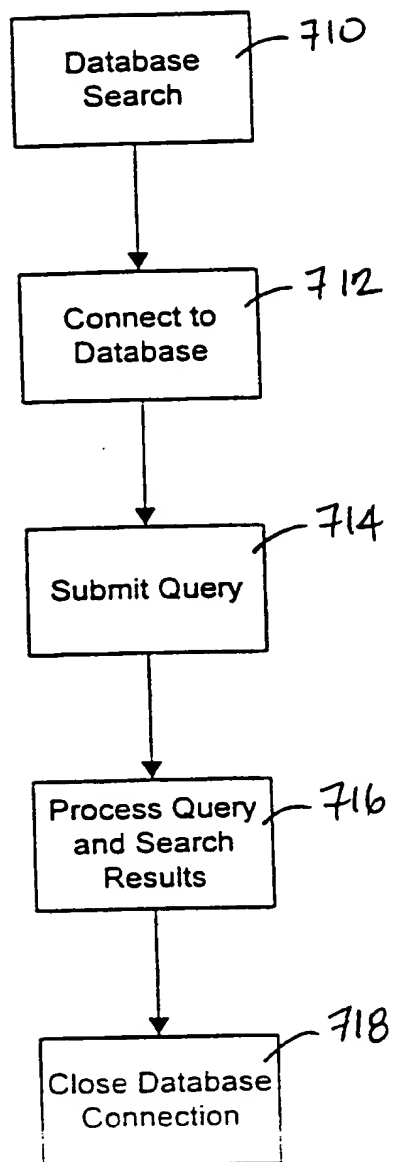 Database
Search
710
Connect to
Database
712
Submit Query
714
Process Query
and Search
Results
716
Close Database
Connection
718